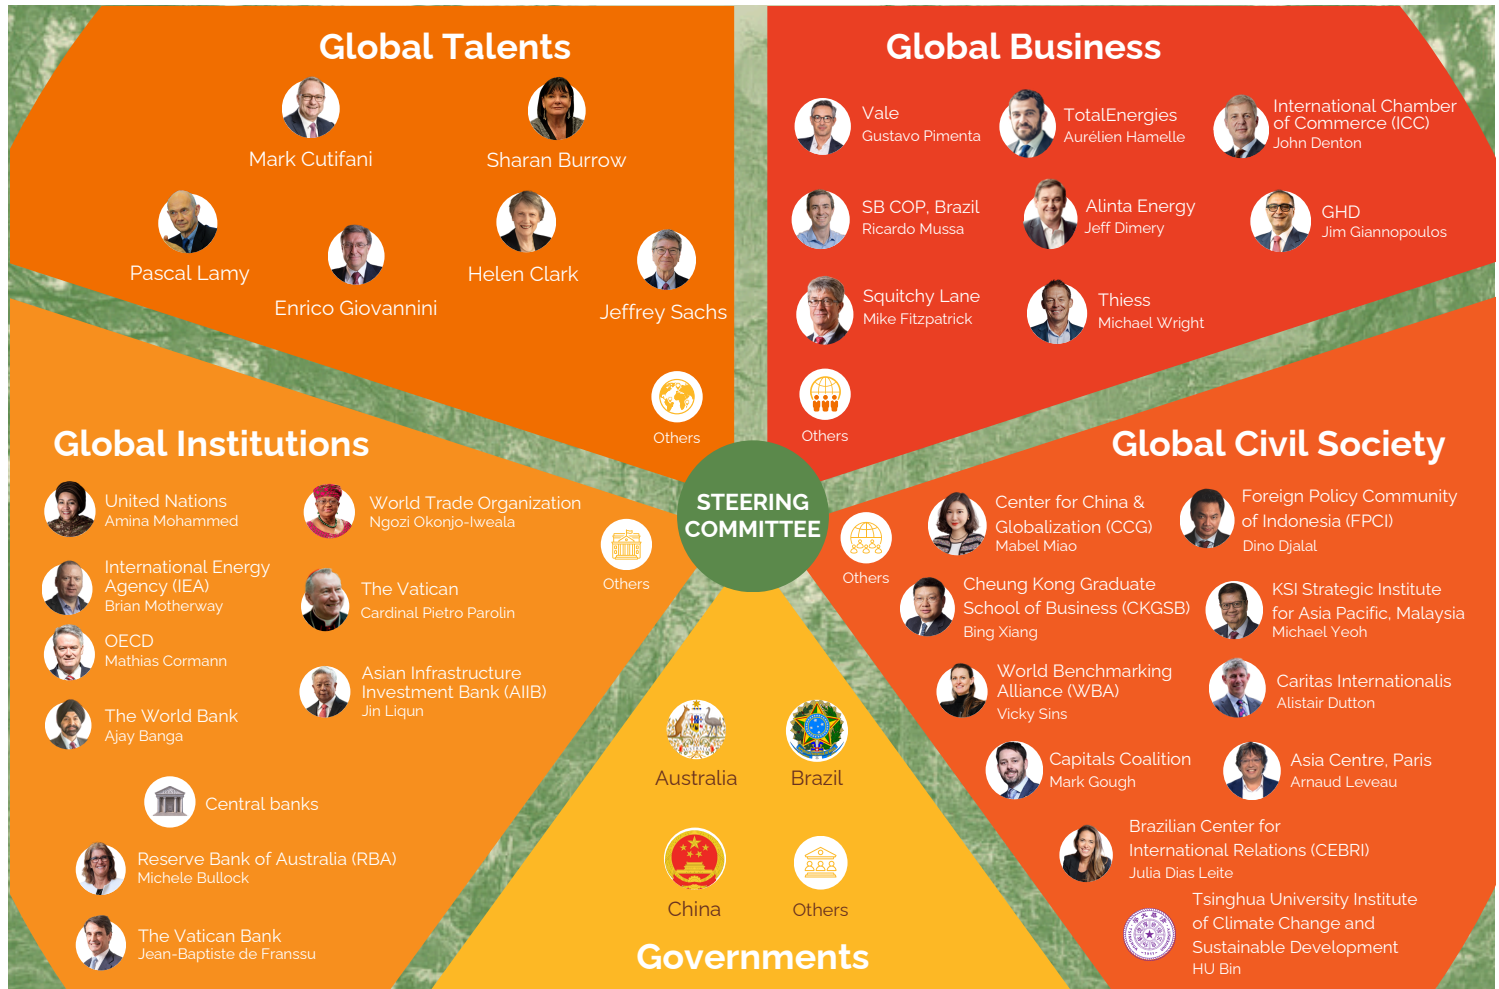 Global Talents
Mark Cutifani
Sharan Burrow
Pascal Lamy
Enrico Giovannini
Helen Clark
Jeffrey Sachs
Others
Global Business
Vale
Gustavo Pimenta
TotalEnergies
Aurélien Hamelle
International Chamber
of Commerce (ICC)
John Denton
SB COP, Brazil
Ricardo Mussa
Alinta Energy
Jeff Dimery
GHD
Jim Giannopoulos
Squitchy Lane
Mike Fitzpatrick
Thiess
Michael Wright
Others
STEERING
COMMITTEE
Global Institutions
United Nations
Amina Mohammed
World Trade Organization
Ngozi Okonjo-Iweala
International Energy
Agency (IEA)
Brian Motherway
The Vatican
Cardinal Pietro Parolin
OECD
Mathias Cormann
Asian Infrastructure
Investment Bank (AIIB)
Jin Liqun
The World Bank
Ajay Banga
Central banks
Reserve Bank of Australia (RBA)
Michele Bullock
The Vatican Bank
Jean-Baptiste de Franssu
Others
Global Civil Society
Center for China &
Globalization (CCG)
Mabel Miao
Foreign Policy Community
of Indonesia (FPCI)
Dino Djalal
Cheung Kong Graduate
School of Business (CKGSB)
Bing Xiang
KSI Strategic Institute
for Asia Pacific, Malaysia
Michael Yeoh
World Benchmarking
Alliance (WBA)
Vicky Sins
Caritas Internationalis
Alistair Dutton
Capitals Coalition
Mark Gough
Asia Centre, Paris
Arnaud Leveau
Brazilian Center for
International Relations (CEBRI)
Julia Dias Leite
Tsinghua University Institute
of Climate Change and
Sustainable Development
HU Bin
Others
Australia
Brazil
China
Others
Governments